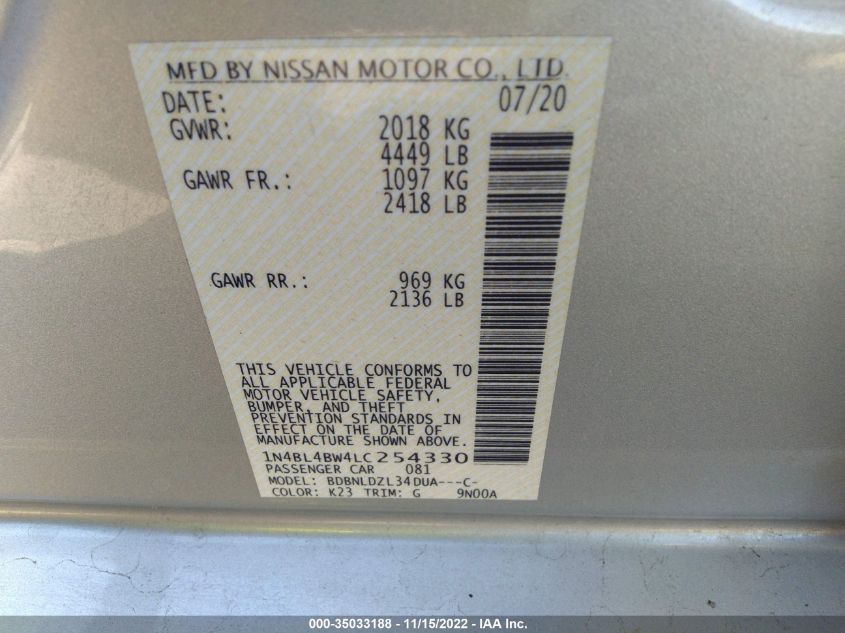 MFD BY NISSAN MOTOR CO., LTD.
DATE: 07/20
GVWR: 2018 KG
4449 LB
GAWR FR.: 1097 KG
2418 LB
GAWR RR.: 969 KG
2136 LB
THIS VEHICLE CONFORMS TO
ALL APPLICABLE FEDERAL
MOTOR VEHICLE SAFETY,
BUMPER, AND THEFT
PREVENTION STANDARDS IN
EFFECT ON THE DATE OF
MANUFACTURE SHOWN ABOVE.
1N4BL4BW4LC254330
PASSENGER CAR 081
MODEL: BDBNLDZL34DUA---C-
COLOR: K23 TRIM: G 9N00A
000-35033188 - 11/15/2022 - IAA Inc.